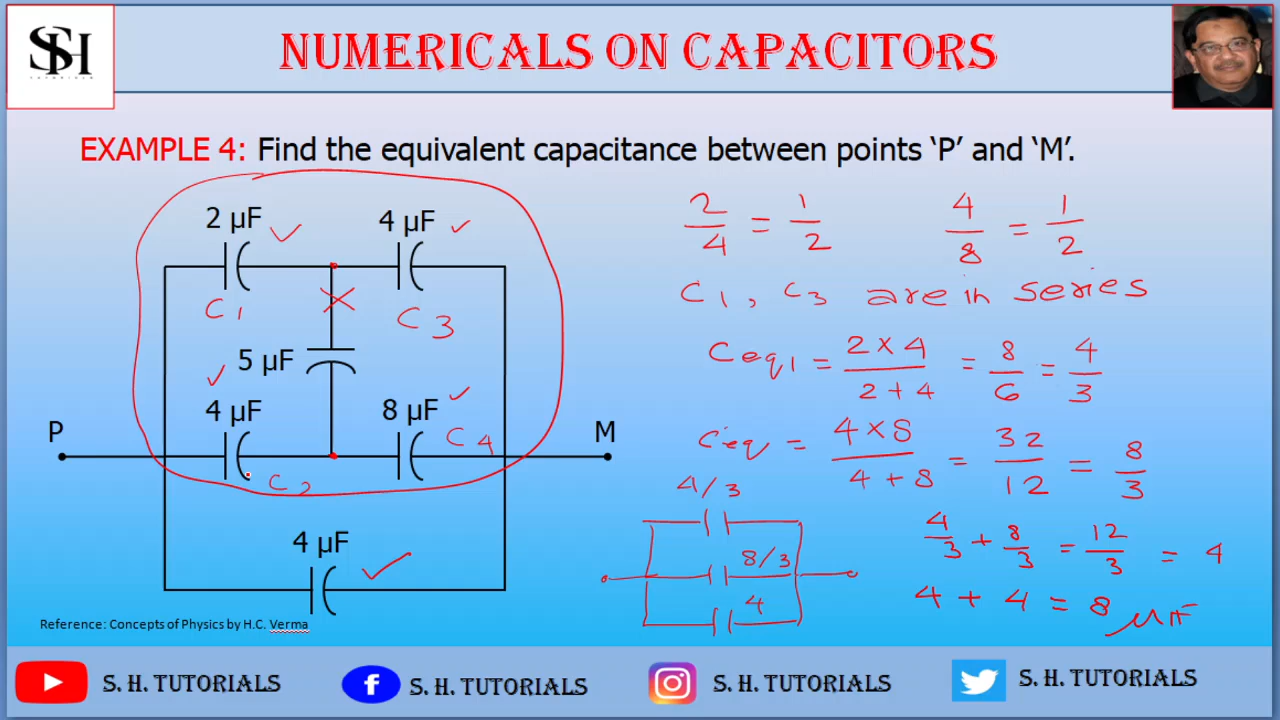 SH
TUTORIALS
NUMERICALS ON CAPACITORS
EXAMPLE 4: Find the equivalent capacitance between points ‘P’ and ‘M’.
2 µF
4 µF
C1
C3
5 µF
4 µF
8 µF
C4
P
M
C2
4 µF
Reference: Concepts of Physics by H.C. Verma
2/4 = 1/2
4/8 = 1/2
C1, C3 are in series
Ceq1 = 2×4/2+4 = 8/6 = 4/3
Ceq = 4×8/4+8 = 32/12 = 8/3
4/3
8/3
4
4/3 + 8/3 = 12/3 = 4
4 + 4 = 8 µF
S. H. TUTORIALS
S. H. TUTORIALS
S. H. TUTORIALS
S. H. TUTORIALS